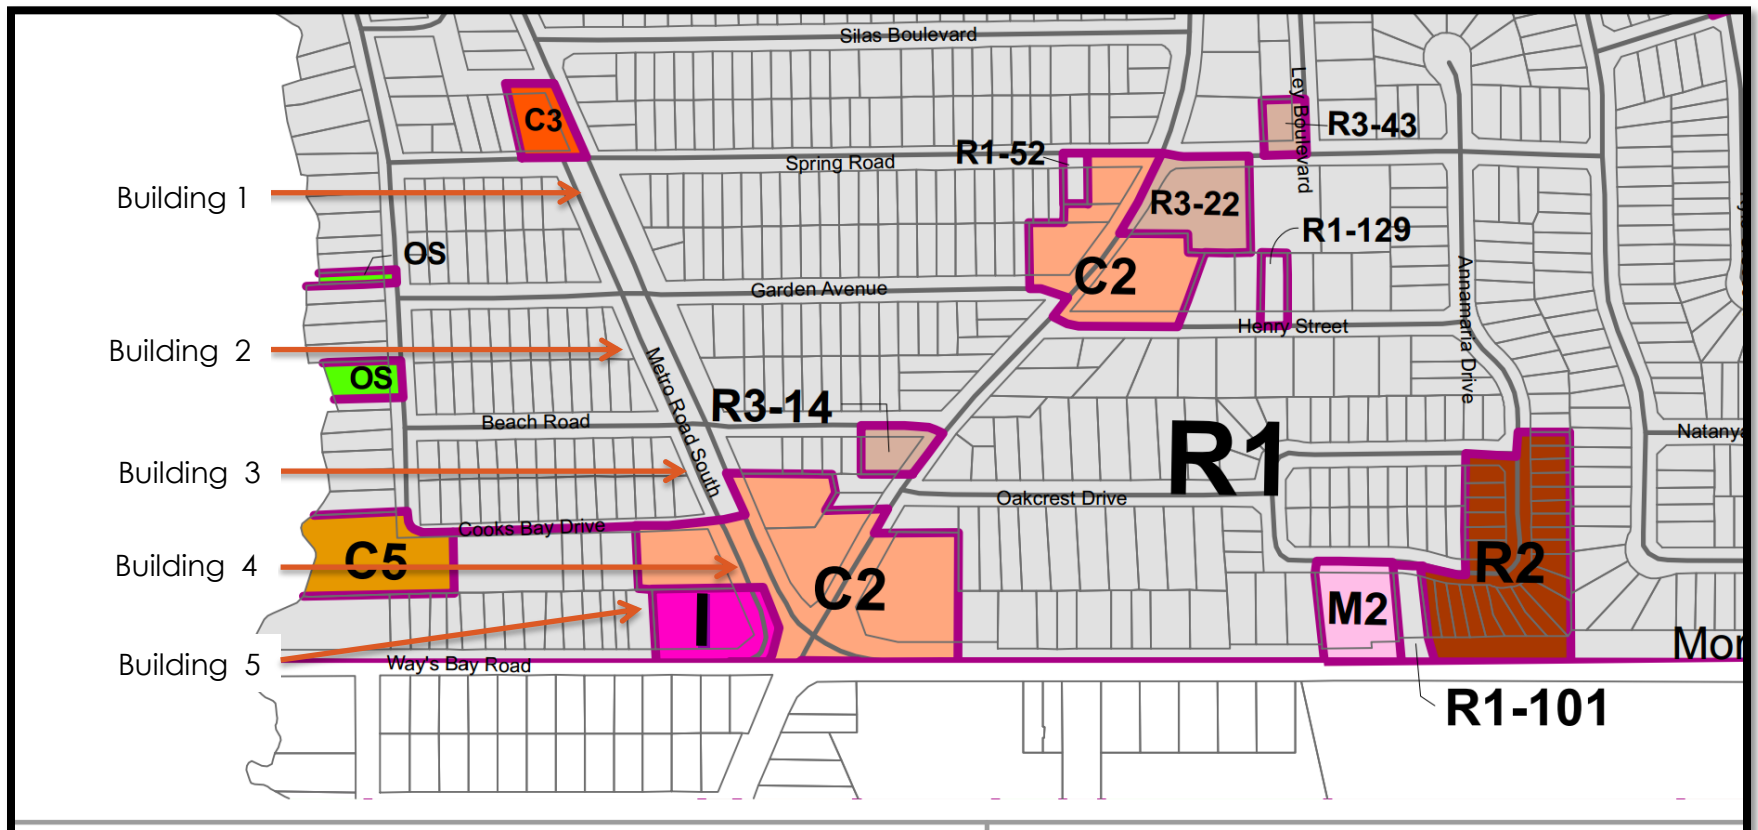 Silas Boulevard
C3
Ley Boulevard
R3-43
R1-52
Spring Road
Building 1
R3-22
R1-129
OS
C2
Garden Avenue
Henry Street
Annamaria Drive
Building 2
Metro Road South
OS
R3-14
Beach Road
R1
Natanya
Building 3
Oakcrest Drive
Cooks Bay Drive
C5
Building 4
C2
R2
M2
I
Building 5
Way's Bay Road
Mor
R1-101